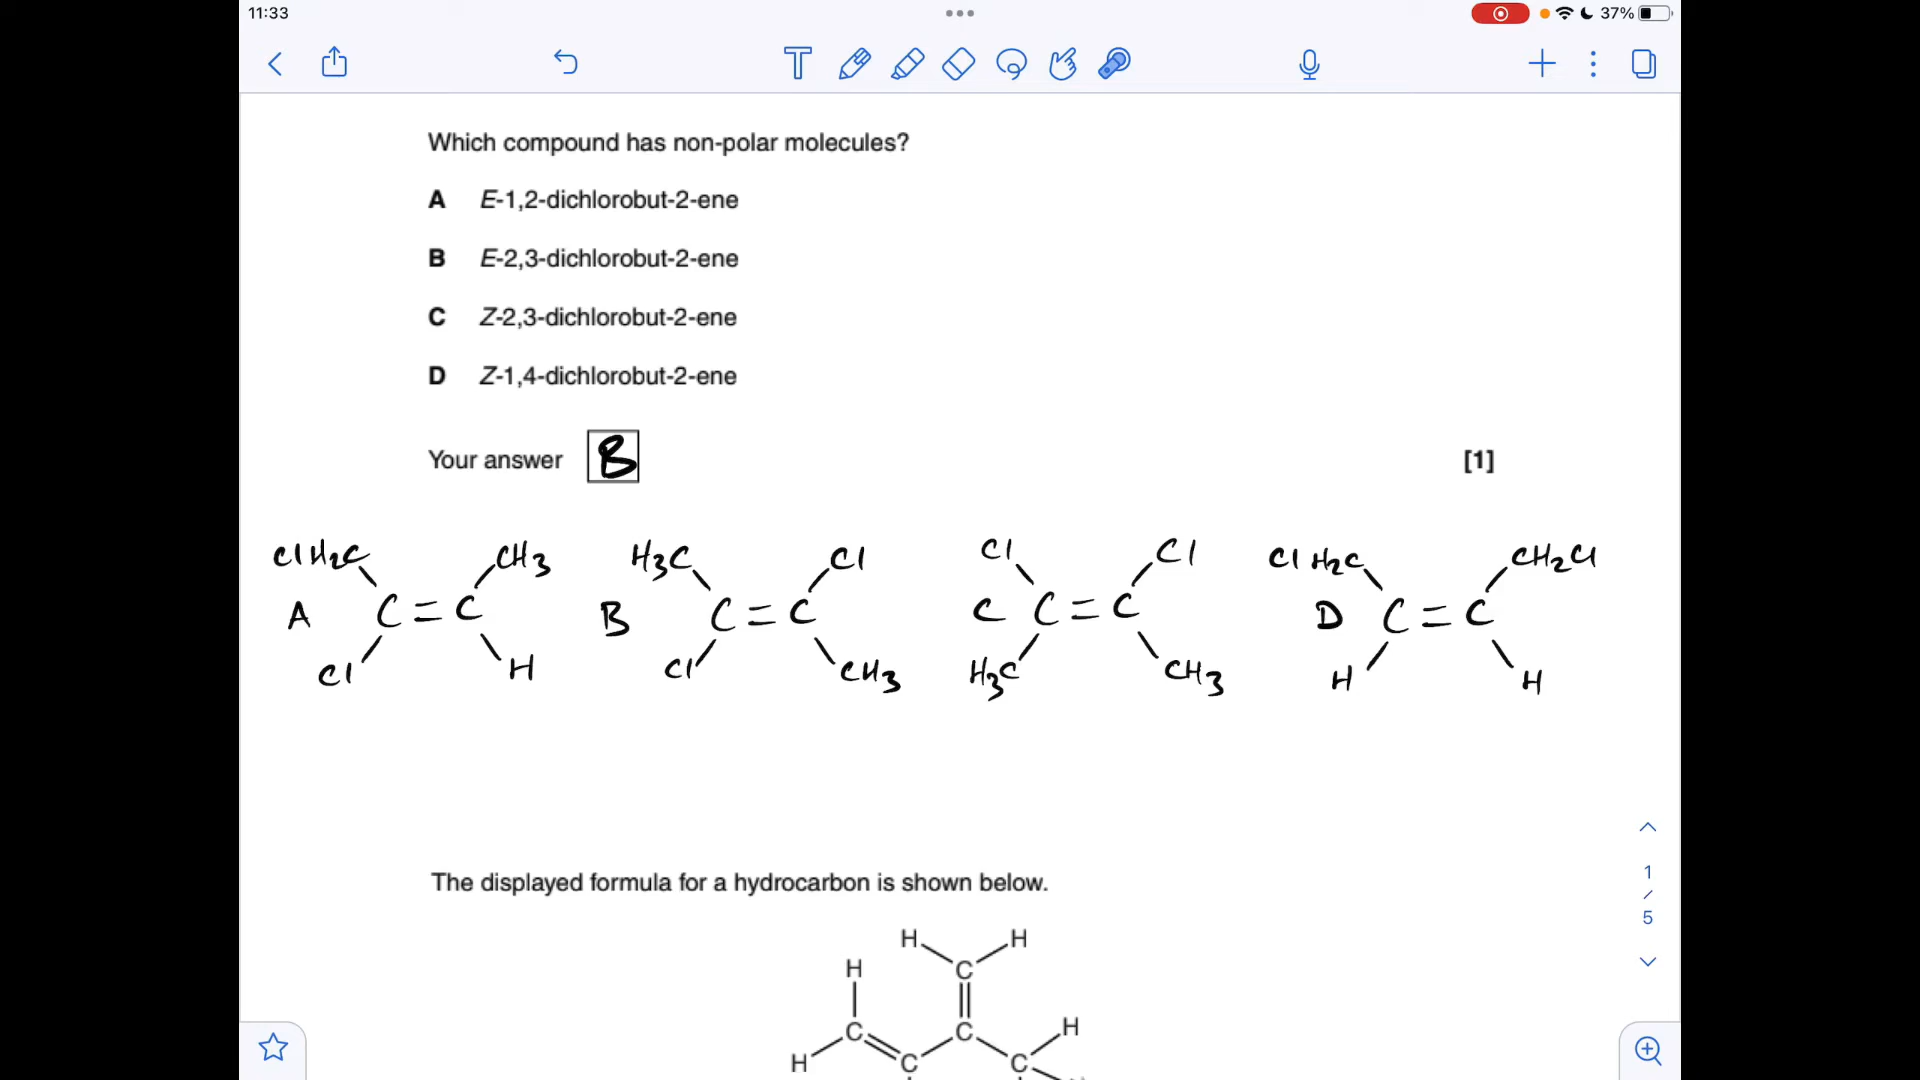 11:33
37%
T
Which compound has non-polar molecules?
A E-1,2-dichlorobut-2-ene
B E-2,3-dichlorobut-2-ene
C Z-2,3-dichlorobut-2-ene
D Z-1,4-dichlorobut-2-ene
Your answer B [1]
ClH₂C CH₃ H₃C Cl Cl Cl ClH₂C CH₂Cl
A C=C B C=C C C=C D C=C
Cl H Cl CH₃ H₃C CH₃ H H
1
/
5
The displayed formula for a hydrocarbon is shown below.
H H
H C
C C H
H C C